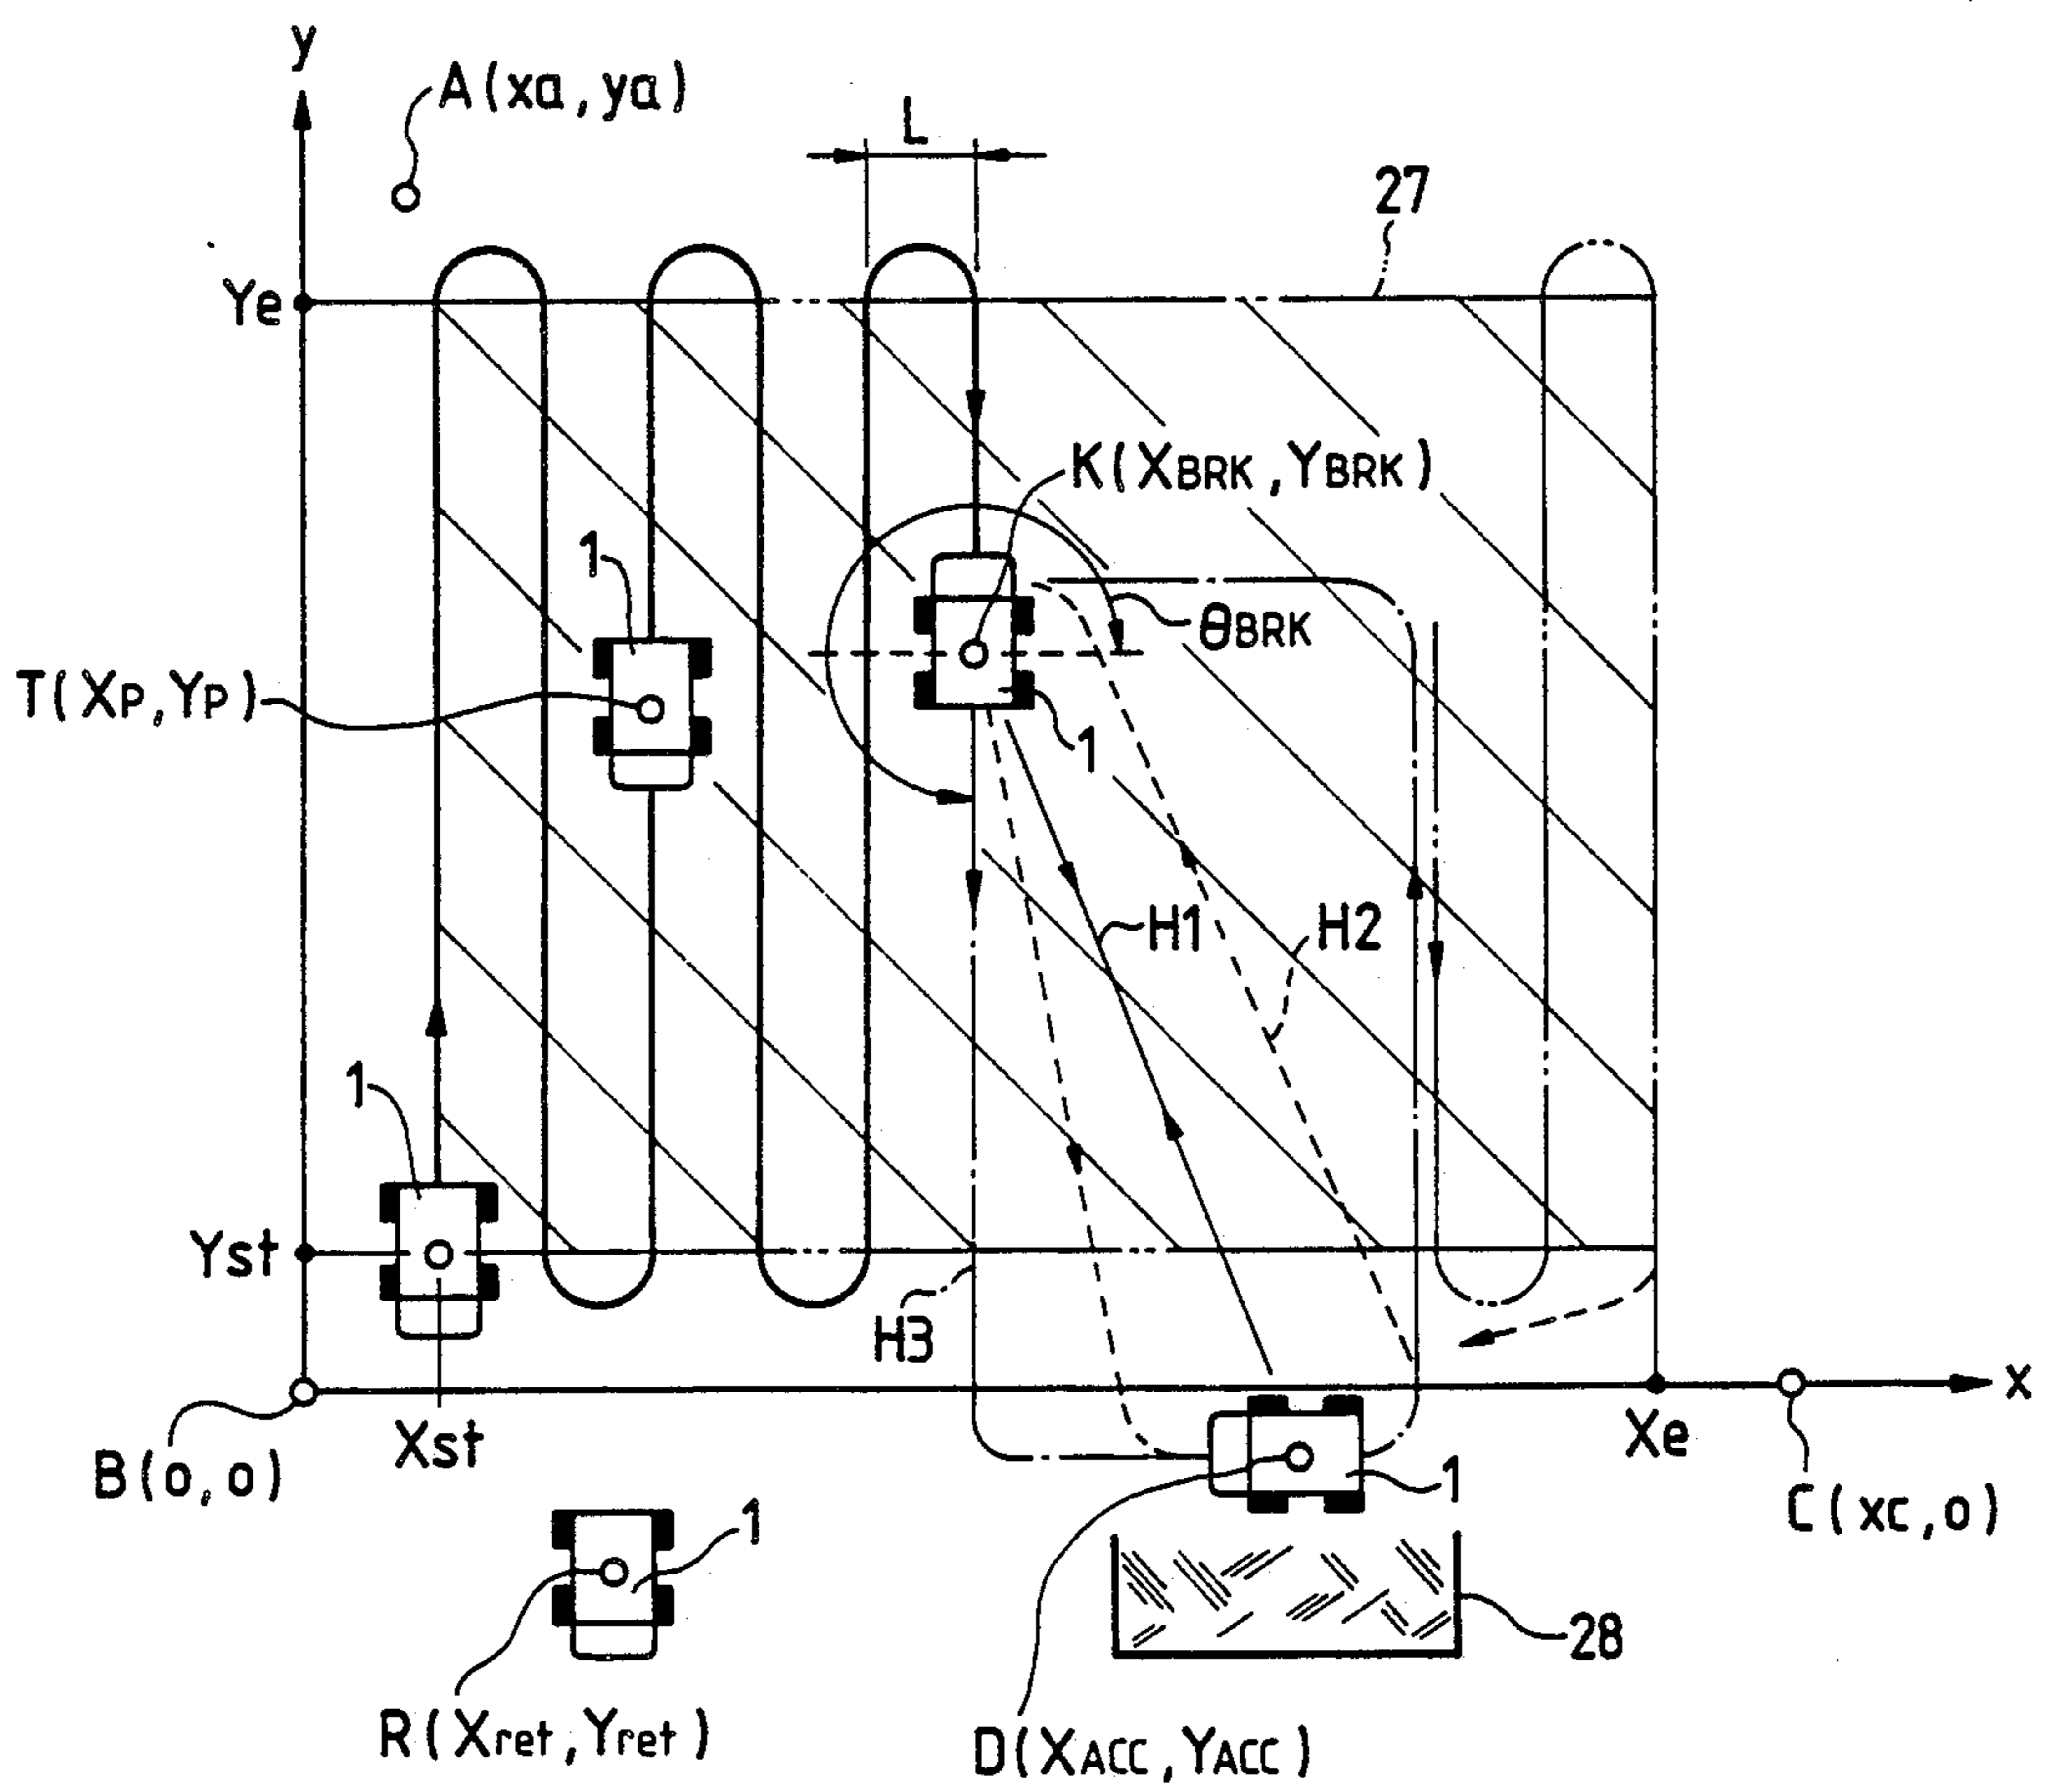 y
A(xa, ya)
L
27
Ye
K(XBRK, YBRK)
1
θBRK
T(XP, YP)
1
H1
H2
1
Yst
H3
x
Xst
Xe
B(o, o)
1
C(xc, o)
1
28
R(Xret, Yret)
D(XACC, YACC)